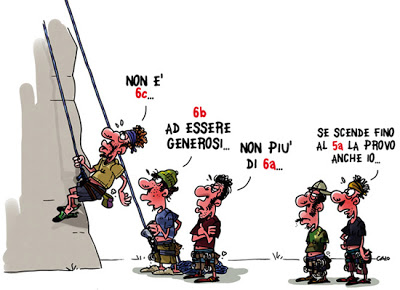 NON E'
6c...
6b
AD ESSERE
GENEROSI...
NON PIU'
DI 6a...
SE SCENDE FINO
AL 5a LA PROVO
ANCHE IO...
CAIO